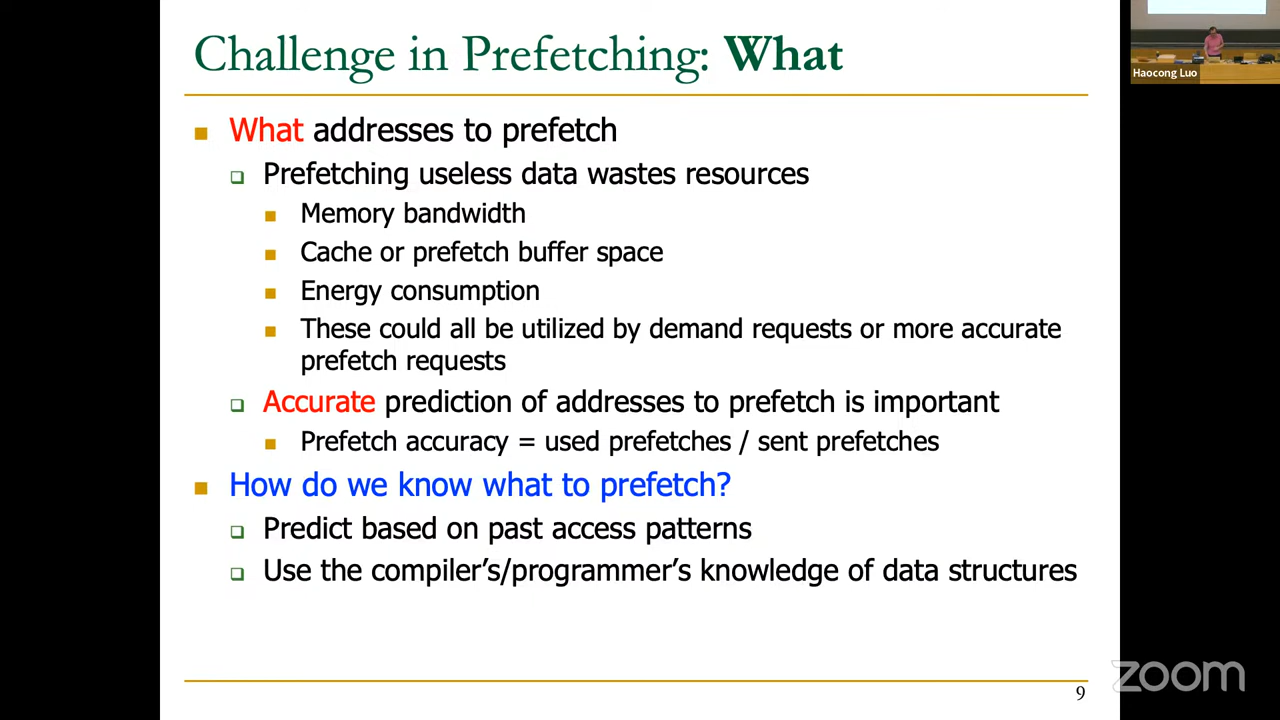 Challenge in Prefetching: What
What addresses to prefetch
Prefetching useless data wastes resources
Memory bandwidth
Cache or prefetch buffer space
Energy consumption
These could all be utilized by demand requests or more accurate
prefetch requests
Accurate prediction of addresses to prefetch is important
Prefetch accuracy = used prefetches / sent prefetches
How do we know what to prefetch?
Predict based on past access patterns
Use the compiler’s/programmer’s knowledge of data structures
9
Haocong Luo
zoom